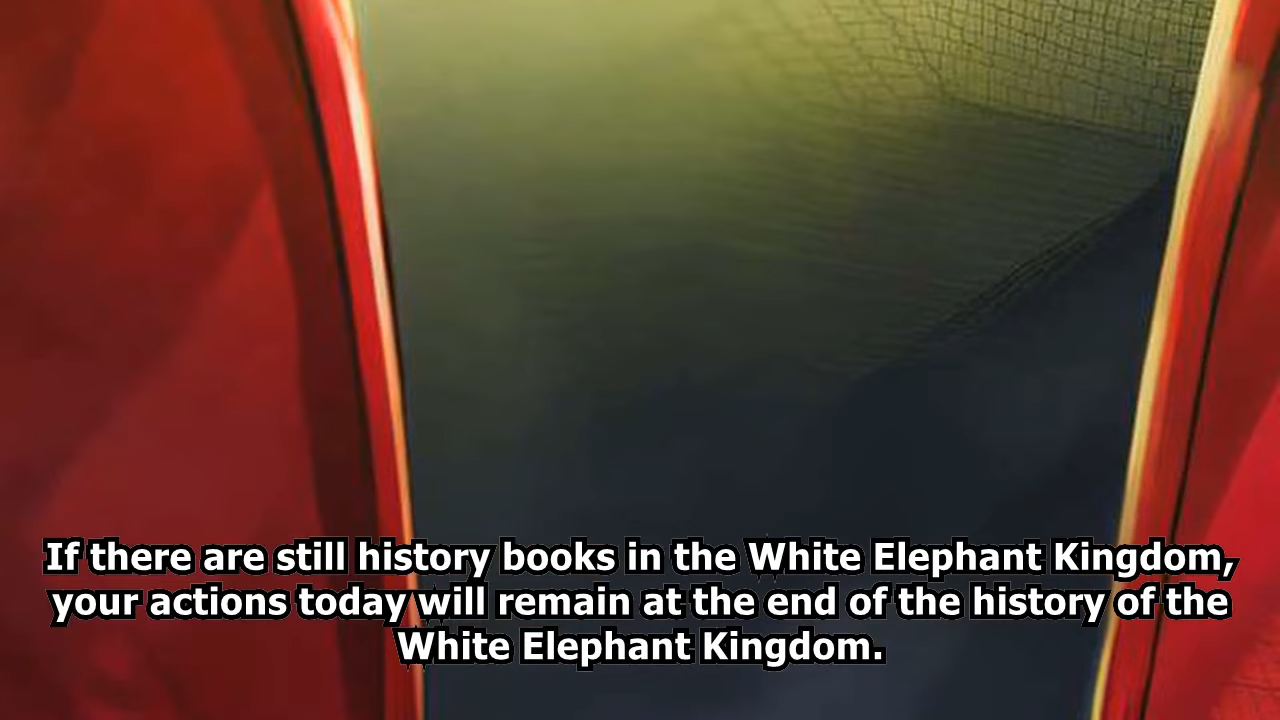 If there are still history books in the White Elephant Kingdom,
your actions today will remain at the end of the history of the
White Elephant Kingdom.